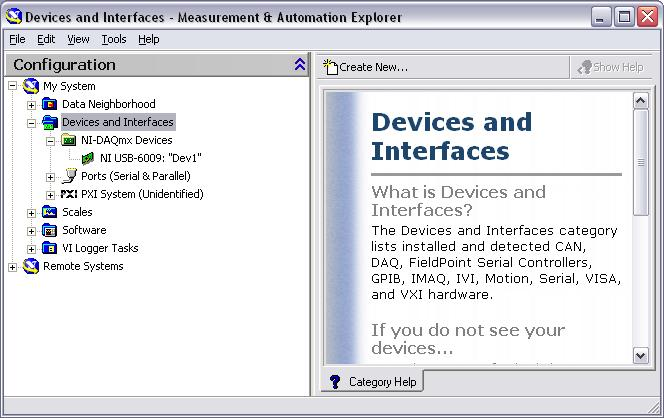 Devices and Interfaces - Measurement & Automation Explorer
File Edit View Tools Help
Configuration
My System
Data Neighborhood
Devices and Interfaces
NI-DAQmx Devices
NI USB-6009: "Dev1"
Ports (Serial & Parallel)
PXI PXI System (Unidentified)
Scales
Software
VI Logger Tasks
Remote Systems
Create New...
Show Help
Devices and
Interfaces
What is Devices and
Interfaces?
The Devices and Interfaces category
lists installed and detected CAN,
DAQ, FieldPoint Serial Controllers,
GPIB, IMAQ, IVI, Motion, Serial, VISA,
and VXI hardware.
If you do not see your
devices...
Category Help